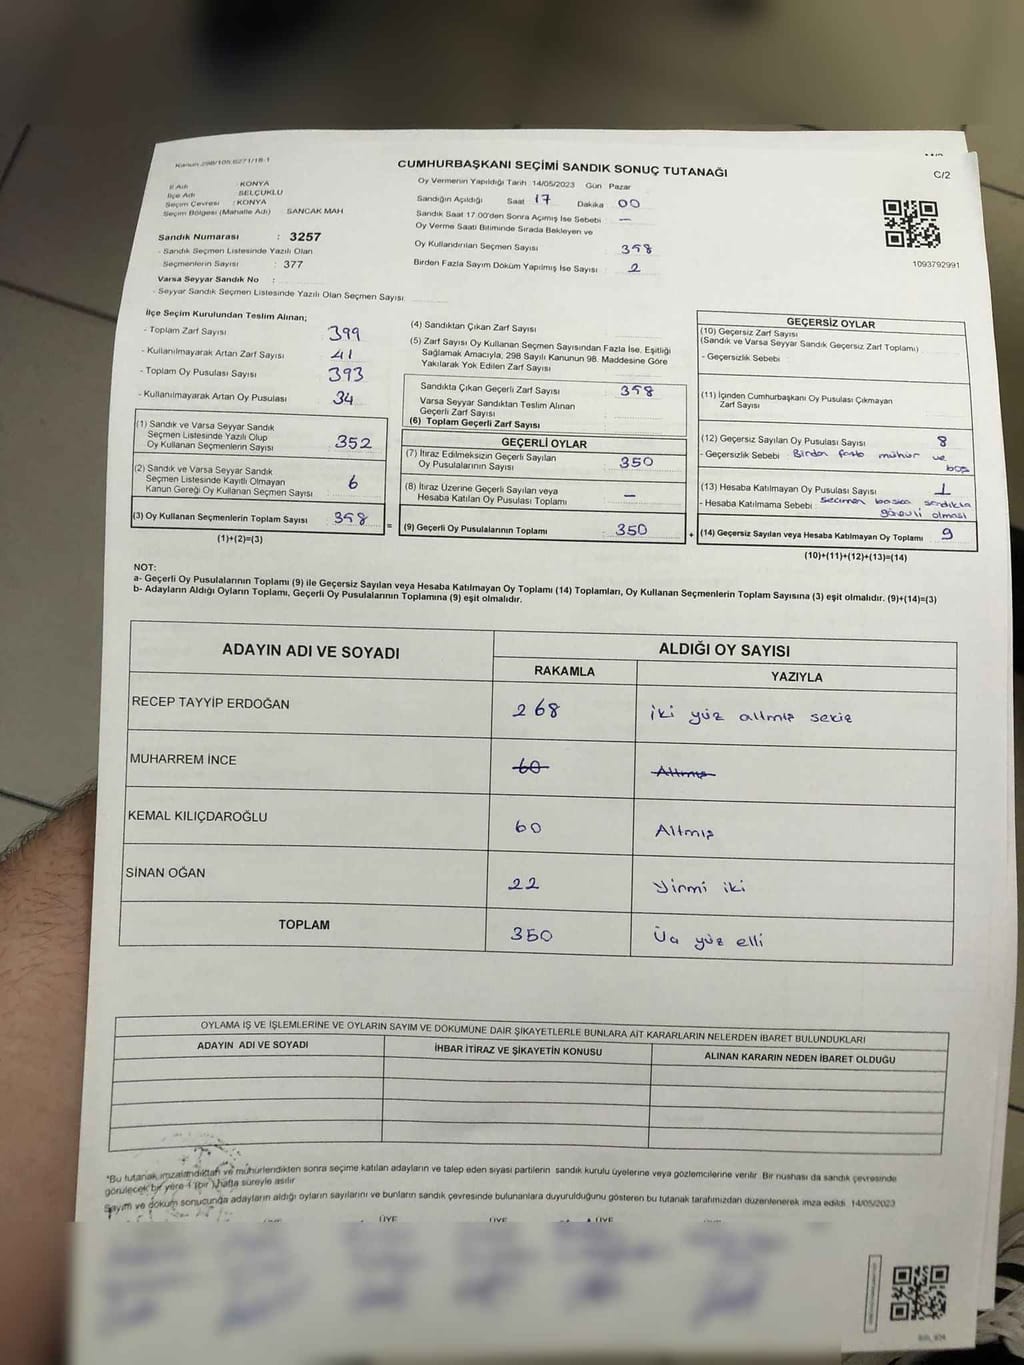 Kanun 298/105,6271/18-1
CUMHURBAŞKANI SEÇİMİ SANDIK SONUÇ TUTANAĞI
C/2
İl Adı : KONYA
İlçe Adı : SELÇUKLU
Seçim Çevresi : KONYA
Seçim Bölgesi (Mahalle Adı) : SANCAK MAH
Sandık Numarası : 3257
- Sandık Seçmen Listesinde Yazılı Olan
Seçmenlerin Sayısı : 377
Varsa Seyyar Sandık No :
- Seyyar Sandık Seçmen Listesinde Yazılı Olan Seçmen Sayısı
Oy Vermenin Yapıldığı Tarih : 14/05/2023 Gün Pazar
Sandığın Açıldığı Saat 17 Dakika 00
Sandık Saat 17.00'den Sonra Açımış İse Sebebi : —
Oy Verme Saati Bitiminde Sırada Bekleyen ve
Oy Kullandırılan Seçmen Sayısı 358
Birden Fazla Sayım Döküm Yapılmış İse Sayısı : 2
1093792991
İlçe Seçim Kurulundan Teslim Alınan;
- Toplam Zarf Sayısı 399
- Kullanılmayarak Artan Zarf Sayısı 41
- Toplam Oy Pusulası Sayısı 393
- Kullanılmayarak Artan Oy Pusulası 34
(1) Sandık ve Varsa Seyyar Sandık
Seçmen Listesinde Yazılı Olup
Oy Kullanan Seçmenlerin Sayısı 352
(2) Sandık ve Varsa Seyyar Sandık
Seçmen Listesinde Kayıtlı Olmayan
Kanun Gereği Oy Kullanan Seçmen Sayısı 6
(3) Oy Kullanan Seçmenlerin Toplam Sayısı 358
(1)+(2)=(3)
=
(4) Sandıktan Çıkan Zarf Sayısı
(5) Zarf Sayısı Oy Kullanan Seçmen Sayısından Fazla İse, Eşitliği
Sağlamak Amacıyla, 298 Sayılı Kanunun 98. Maddesine Göre
Yakılarak Yok Edilen Zarf Sayısı
Sandıkta Çıkan Geçerli Zarf Sayısı : 358
Varsa Seyyar Sandıktan Teslim Alınan
Geçerli Zarf Sayısı
(6) Toplam Geçerli Zarf Sayısı
GEÇERLİ OYLAR
(7) İtiraz Edilmeksizin Geçerli Sayılan
Oy Pusulalarının Sayısı : 350
(8) İtiraz Üzerine Geçerli Sayılan veya
Hesaba Katılan Oy Pusulası Toplamı : —
(9) Geçerli Oy Pusulalarının Toplamı : 350
+
GEÇERSİZ OYLAR
(10) Geçersiz Zarf Sayısı
(Sandık ve Varsa Seyyar Sandık Geçersiz Zarf Toplamı)
- Geçersizlik Sebebi :
(11) İçinden Cumhurbaşkanı Oy Pusulası Çıkmayan
Zarf Sayısı
(12) Geçersiz Sayılan Oy Pusulası Sayısı 8
- Geçersizlik Sebebi : Birden fazla mühür ve
boş
(13) Hesaba Katılmayan Oy Pusulası Sayısı 1
- Hesaba Katılmama Sebebi : secimen başka sandıkta
görevli olması
(14) Geçersiz Sayılan veya Hesaba Katılmayan Oy Toplamı 9
(10)+(11)+(12)+(13)=(14)
NOT:
a- Geçerli Oy Pusulalarının Toplamı (9) ile Geçersiz Sayılan veya Hesaba Katılmayan Oy Toplamı (14) Toplamları, Oy Kullanan Seçmenlerin Toplam Sayısına (3) eşit olmalıdır. (9)+(14)=(3)
b- Adayların Aldığı Oyların Toplamı, Geçerli Oy Pusulalarının Toplamına (9) eşit olmalıdır.
ADAYIN ADI VE SOYADI ALDIĞI OY SAYISI
RAKAMLA YAZIYLA
RECEP TAYYİP ERDOĞAN 268 iki yüz altmış sekiz
MUHARREM İNCE 60 Altmış
KEMAL KILIÇDAROĞLU 60 Altmış
SİNAN OĞAN 22 Yirmi iki
TOPLAM 350 Üç yüz elli
OYLAMA İŞ VE İŞLEMLERİNE VE OYLARIN SAYIM VE DÖKÜMÜNE DAİR ŞİKAYETLERLE BUNLARA AİT KARARLARIN NELERDEN İBARET BULUNDUKLARI
ADAYIN ADI VE SOYADI İHBAR İTİRAZ VE ŞİKAYETİN KONUSU ALINAN KARARIN NEDEN İBARET OLDUĞU
*Bu tutanak imzalandıktan ve mühürlendikten sonra seçime katılan adayların ve talep eden siyasi partilerin sandık kurulu üyelerine veya gözlemcilerine verilir. Bir nüshası da sandık çevresinde
görülecek bir yere 1 (bir) hafta süreyle asılır
Sayım ve döküm sonucunda adayların aldığı oyların sayılarını ve bunların sandık çevresinde bulunanlara duyurulduğunu gösteren bu tutanak tarafımızdan düzenlenerek imza edildi. 14/05/2023
ÜYE ÜYE ÜYE